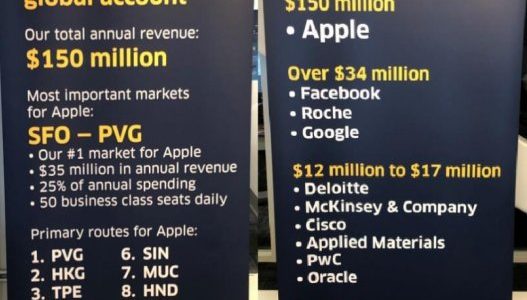 global account
Our total annual revenue:
$150 million
Most important markets
for Apple:
SFO – PVG
• Our #1 market for Apple
• $35 million in annual revenue
• 25% of annual spending
• 50 business class seats daily
Primary routes for Apple:
1. PVG 6. SIN
2. HKG 7. MUC
3. TPE 8. HND
$150 million
• Apple
Over $34 million
• Facebook
• Roche
• Google
$12 million to $17 million
• Deloitte
• McKinsey & Company
• Cisco
• Applied Materials
• PwC
• Oracle